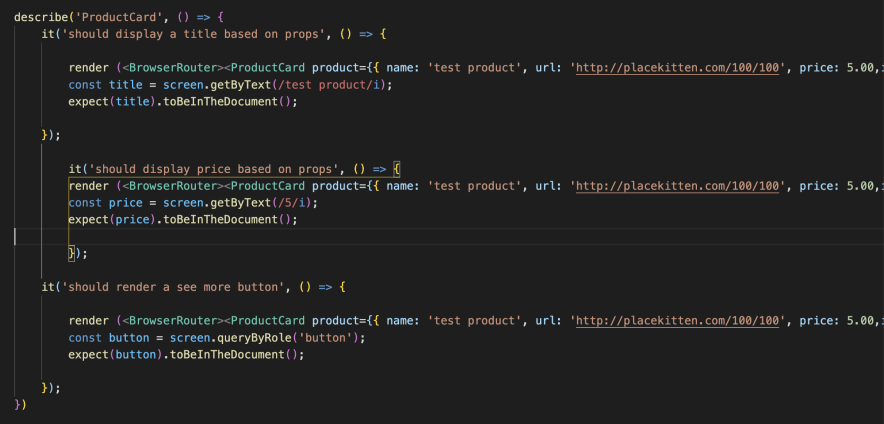 describe('ProductCard', () => {
it('should display a title based on props', () => {
render (<BrowserRouter><ProductCard product={{ name: 'test product', url: 'http://placekitten.com/100/100', price: 5.00,
const title = screen.getByText(/test product/i);
expect(title).toBeInTheDocument();
});
it('should display price based on props', () => {
render (<BrowserRouter><ProductCard product={{ name: 'test product', url: 'http://placekitten.com/100/100', price: 5.00,
const price = screen.getByText(/5/i);
expect(price).toBeInTheDocument();
});
it('should render a see more button', () => {
render (<BrowserRouter><ProductCard product={{ name: 'test product', url: 'http://placekitten.com/100/100', price: 5.00,
const button = screen.queryByRole('button');
expect(button).toBeInTheDocument();
});
})